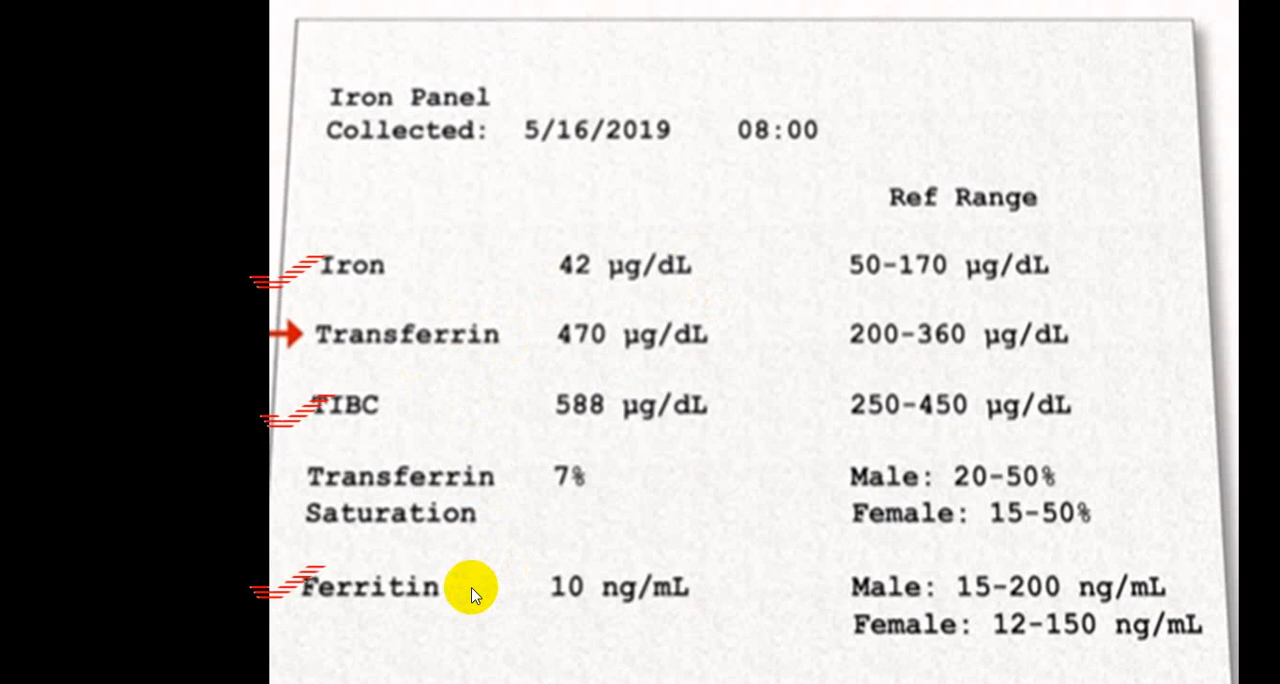 Iron Panel
Collected: 5/16/2019 08:00
Ref Range
Iron 42 µg/dL 50-170 µg/dL
Transferrin 470 µg/dL 200-360 µg/dL
TIBC 588 µg/dL 250-450 µg/dL
Transferrin 7% Male: 20-50%
Saturation Female: 15-50%
Ferritin 10 ng/mL Male: 15-200 ng/mL
Female: 12-150 ng/mL